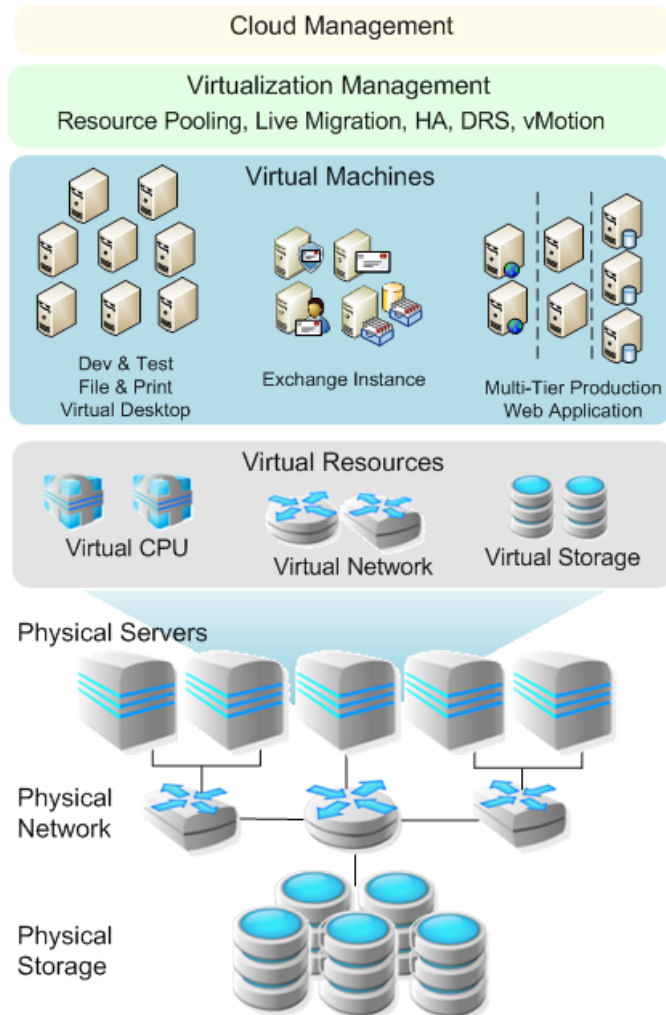 Cloud Management
Virtualization Management
Resource Pooling, Live Migration, HA, DRS, vMotion
Virtual Machines
Dev & Test
File & Print
Virtual Desktop
Exchange Instance
Multi-Tier Production
Web Application
Virtual Resources
Virtual CPU
Virtual Network
Virtual Storage
Physical Servers
Physical
Network
Physical
Storage